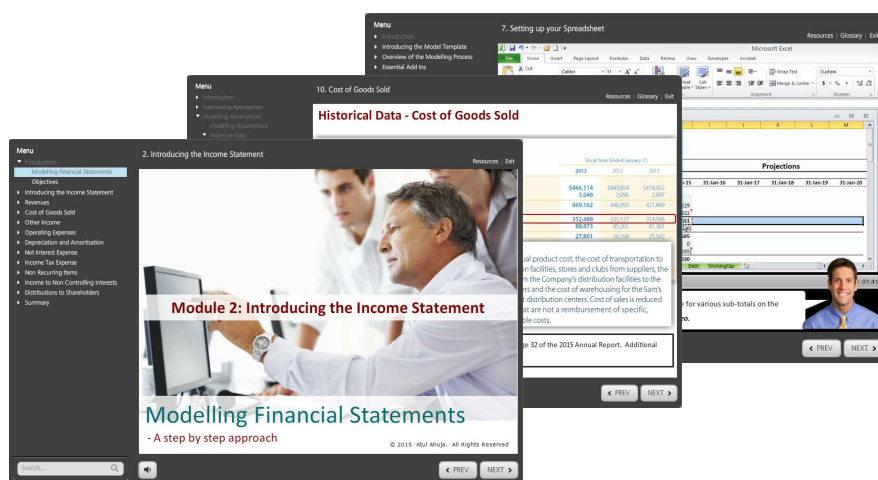 Menu
Introduction
Modelling Financial Statements
Objectives
Introducing the Income Statement
Revenues
Cost of Goods Sold
Other Income
Operating Expenses
Depreciation and Amortisation
Net Interest Expense
Income Tax Expense
Non Recurring Items
Income to Non Controlling Interests
Distributions to Shareholders
Summary
Search...
2. Introducing the Income Statement
Resources | Exit
Module 2: Introducing the Income Statement
Modelling Financial Statements
- A step by step approach
© 2015 Atul Ahuja. All Rights Reserved
PREV NEXT
Menu
Introduction
Forecasting Approaches
Modelling Assumptions
Modelling Assumptions
Historical Data
10. Cost of Goods Sold
Resources | Glossary | Exit
Historical Data - Cost of Goods Sold
Fiscal Years Ended January 31,
2013 2012 2011
$466,114 $443,854 $418,952
3,048 3,096 2,897
469,162 446,950 421,849
352,488 335,127 314,946
88,873 85,265 81,361
27,801 26,558 25,542
ual product cost, the cost of transportation to
n facilities, stores and clubs from suppliers, the
m the Company's distribution facilities to the
ers and the cost of warehousing for the Sam's
t distribution centers. Cost of sales is reduced
at are not a reimbursement of specific,
ble costs.
ge 32 of the 2015 Annual Report. Additional
PREV NEXT
Menu
Introduction
Introducing the Model Template
Overview of the Modelling Process
Essential Add Ins
7. Setting up your Spreadsheet
Resources | Glossary | Exit
Microsoft Excel
File Home Insert Page Layout Formulas Data Review View Developer Acrobat
Cut Calibri 11 Wrap Text Custom
Merge & Center
Alignment Number
I J K L M
Projections
-15 31-Jan-16 31-Jan-17 31-Jan-18 31-Jan-19 31-Jan-20
Debt WorkingCap
01:41
e for various sub-totals on the
eo.
PREV NEXT